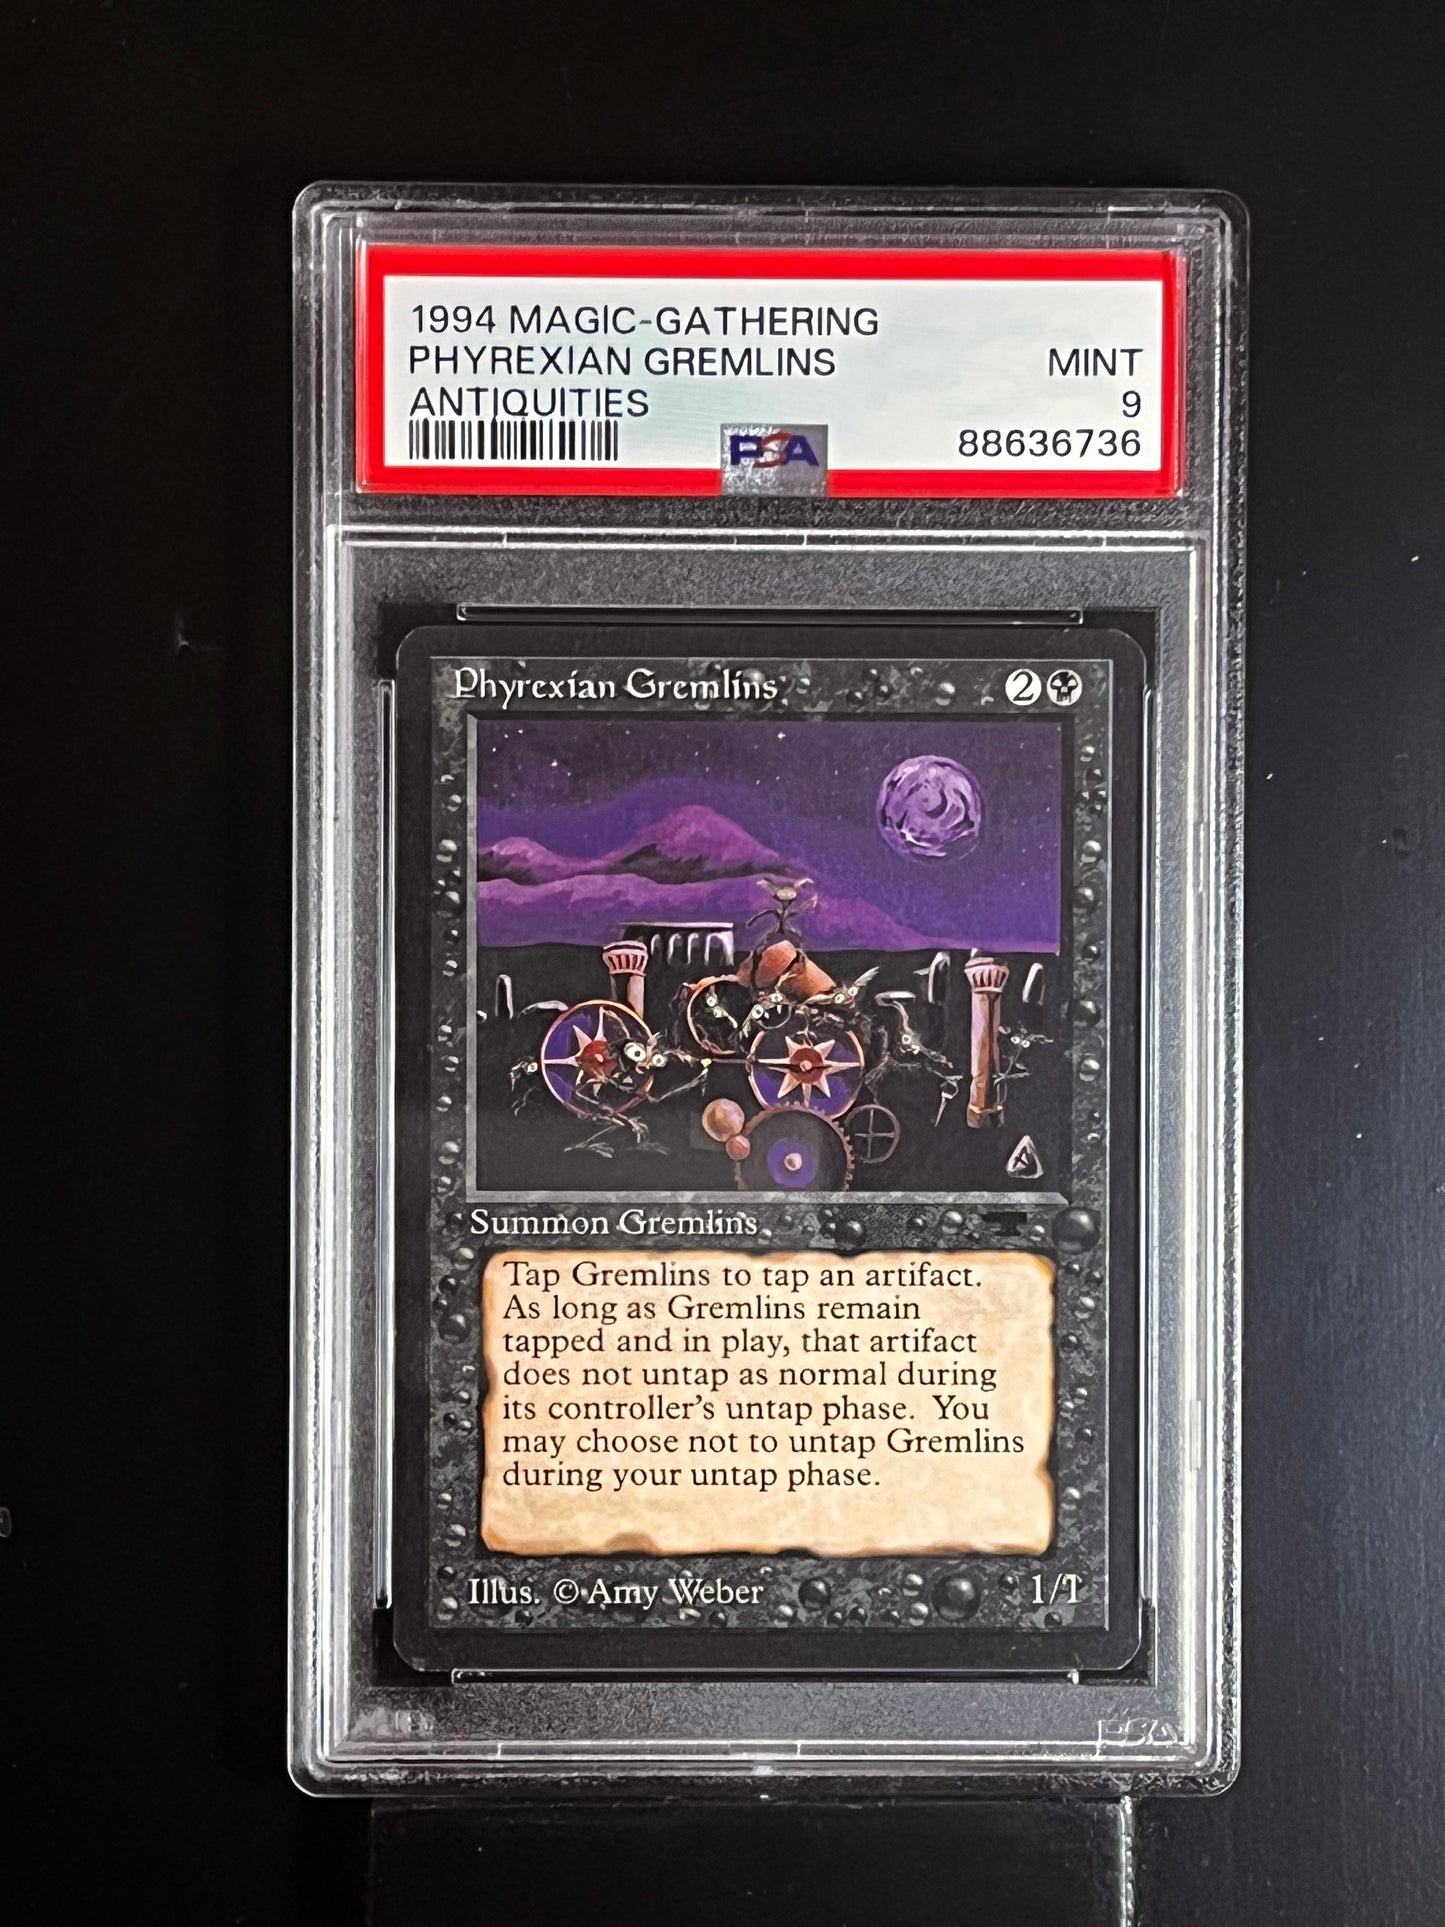 1994 MAGIC-GATHERING
PHYREXIAN GREMLINS MINT
ANTIQUITIES 9
PSA 88636736
Phyrexian Gremlins 2
Summon Gremlins
Tap Gremlins to tap an artifact.
As long as Gremlins remain
tapped and in play, that artifact
does not untap as normal during
its controller's untap phase. You
may choose not to untap Gremlins
during your untap phase.
Illus. © Amy Weber 1/1
PSA